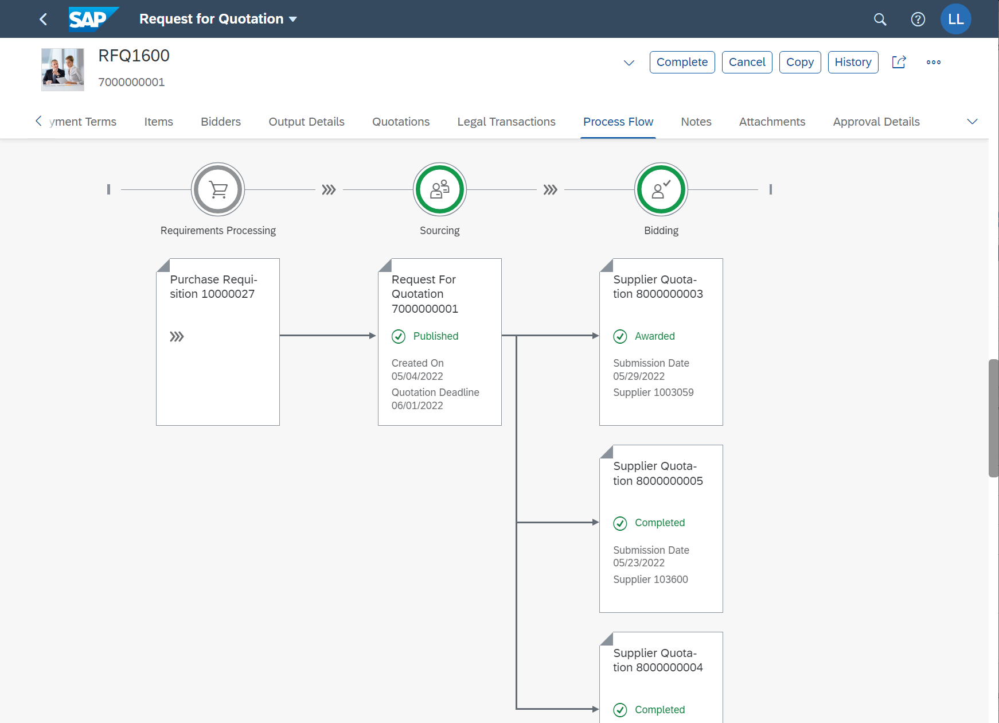 SAP Request for Quotation
LL
RFQ1600
7000000001
Complete Cancel Copy History
yment Terms Items Bidders Output Details Quotations Legal Transactions Process Flow Notes Attachments Approval Details
Requirements Processing
Sourcing
Bidding
Purchase Requi-
sition 10000027
Request For
Quotation
7000000001
Published
Created On
05/04/2022
Quotation Deadline
06/01/2022
Supplier Quota-
tion 8000000003
Awarded
Submission Date
05/29/2022
Supplier 1003059
Supplier Quota-
tion 8000000005
Completed
Submission Date
05/23/2022
Supplier 103600
Supplier Quota-
tion 8000000004
Completed